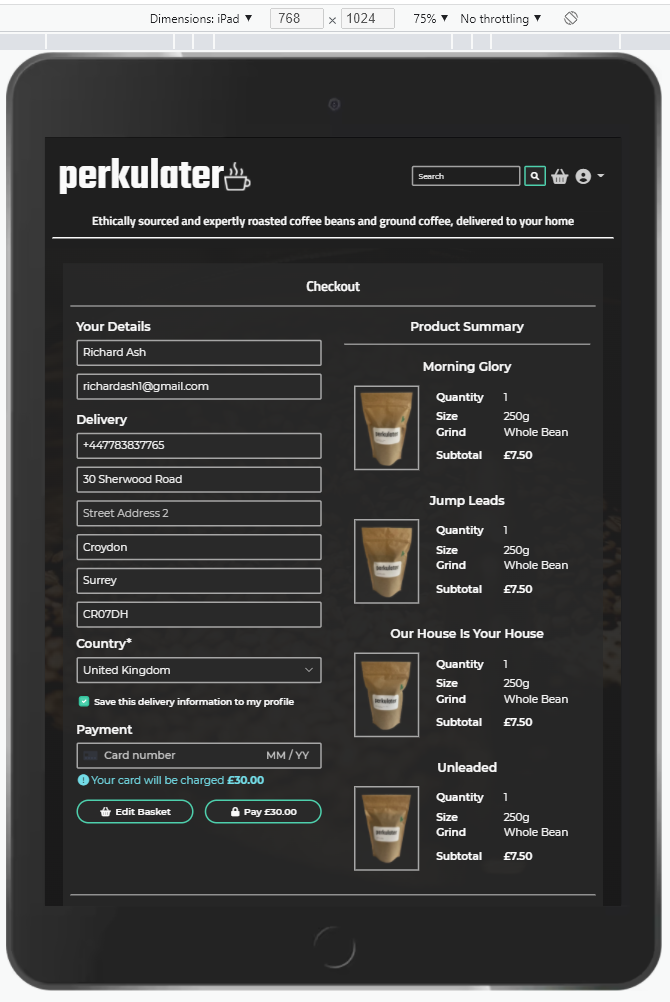 Dimensions: iPad ▼ 768 × 1024 75% ▼ No throttling ▼
perkulater
Search
Ethically sourced and expertly roasted coffee beans and ground coffee, delivered to your home
Checkout
Your Details
Richard Ash
richardash1@gmail.com
Delivery
+447783837765
30 Sherwood Road
Street Address 2
Croydon
Surrey
CR07DH
Country*
United Kingdom
Save this delivery information to my profile
Payment
Card number MM / YY
Your card will be charged £30.00
Edit Basket Pay £30.00
Product Summary
Morning Glory
perkulater
Quantity 1
Size 250g
Grind Whole Bean
Subtotal £7.50
Jump Leads
perkulater
Quantity 1
Size 250g
Grind Whole Bean
Subtotal £7.50
Our House Is Your House
perkulater
Quantity 1
Size 250g
Grind Whole Bean
Subtotal £7.50
Unleaded
perkulater
Quantity 1
Size 250g
Grind Whole Bean
Subtotal £7.50